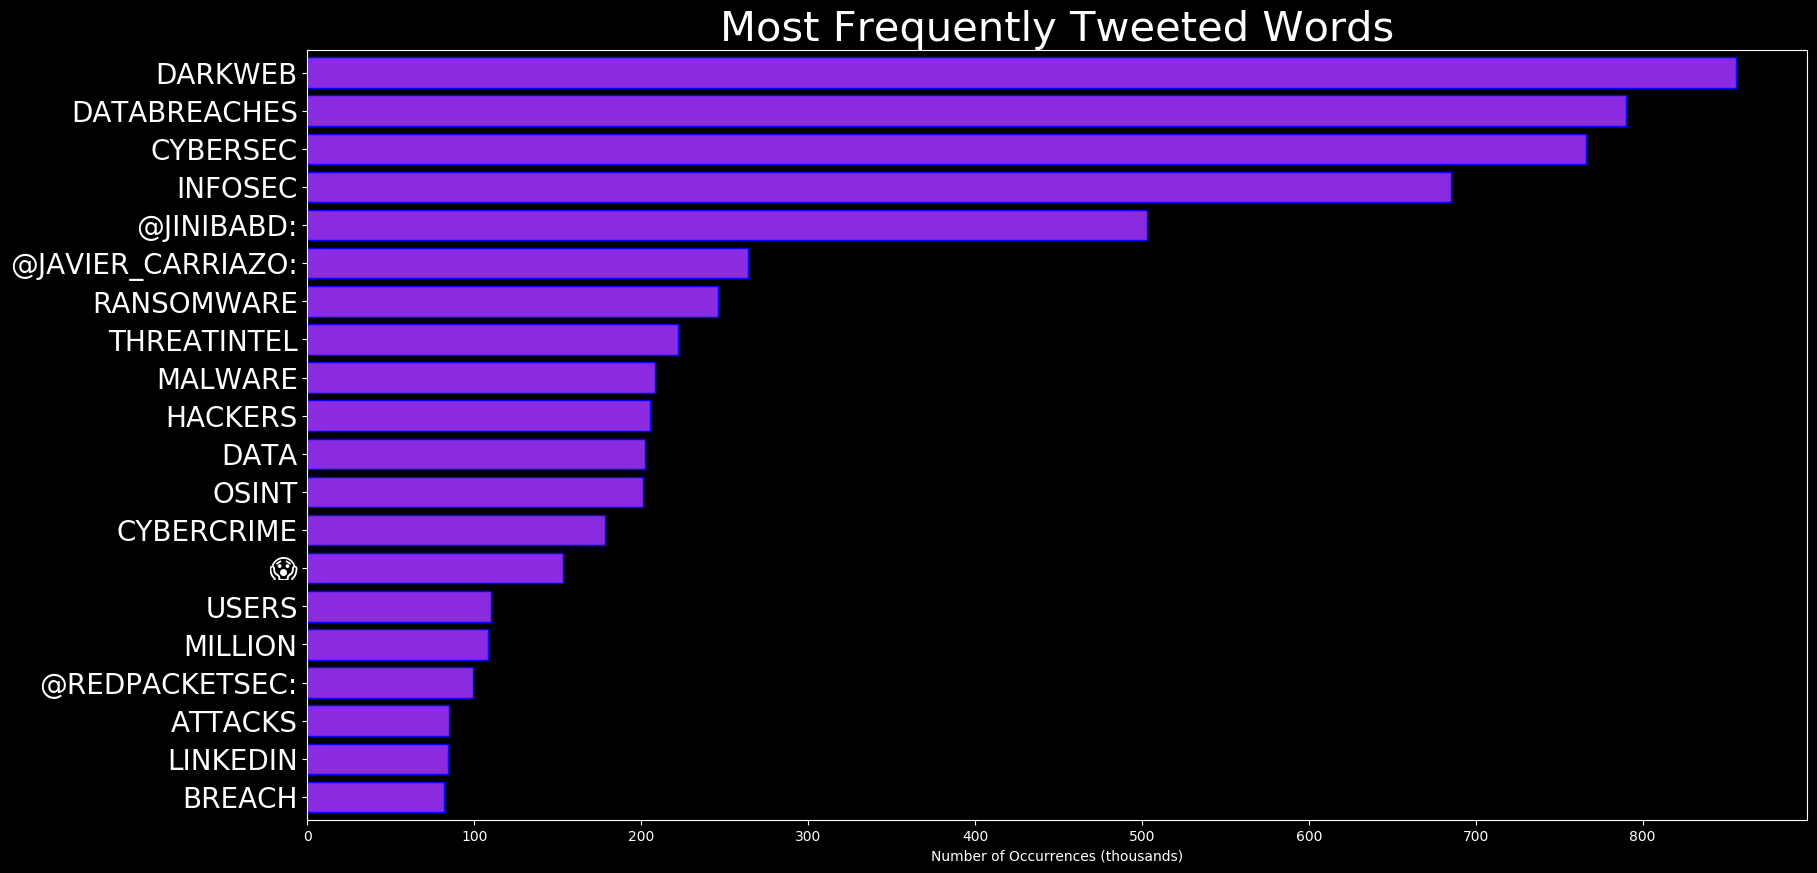 Most Frequently Tweeted Words
DARKWEB
DATABREACHES
CYBERSEC
INFOSEC
@JINIBABD:
@JAVIER_CARRIAZO:
RANSOMWARE
THREATINTEL
MALWARE
HACKERS
DATA
OSINT
CYBERCRIME
😱
USERS
MILLION
@REDPACKETSEC:
ATTACKS
LINKEDIN
BREACH
0 100 200 300 400 500 600 700 800
Number of Occurrences (thousands)